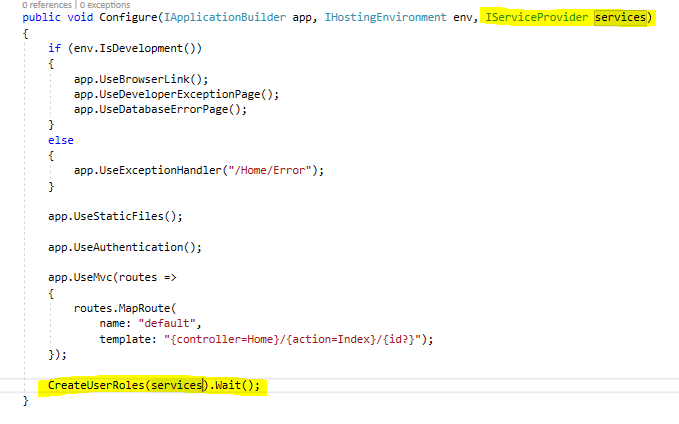 0 references | 0 exceptions
public void Configure(IApplicationBuilder app, IHostingEnvironment env, IServiceProvider services)
{
if (env.IsDevelopment())
{
app.UseBrowserLink();
app.UseDeveloperExceptionPage();
app.UseDatabaseErrorPage();
}
else
{
app.UseExceptionHandler("/Home/Error");
}
app.UseStaticFiles();
app.UseAuthentication();
app.UseMvc(routes =>
{
routes.MapRoute(
name: "default",
template: "{controller=Home}/{action=Index}/{id?}");
});
CreateUserRoles(services).Wait();
}